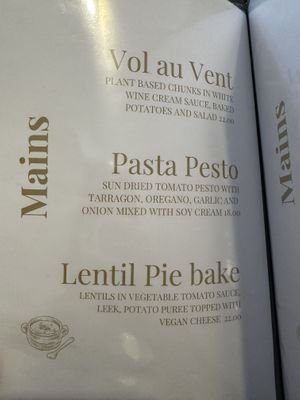 Mains
Vol au Vent
PLANT BASED CHUNKS IN WHITE
WINE CREAM SAUCE, BAKED
POTATOES AND SALAD 22.00
Pasta Pesto
SUN DRIED TOMATO PESTO WITH
TARRAGON, OREGANO, GARLIC AND
ONION MIXED WITH SOY CREAM 18.00
Lentil Pie bake
LENTILS IN VEGETABLE TOMATO SAUCE,
LEEK, POTATO PUREE TOPPED WITH
VEGAN CHEESE 22.00